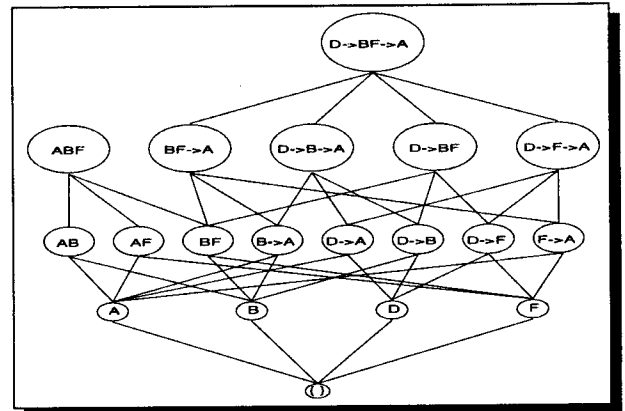 D->BF->A
ABF BF->A D->B->A D->BF D->F->A
AB AF BF B->A D->A D->B D->F F->A
A B D F
{ }